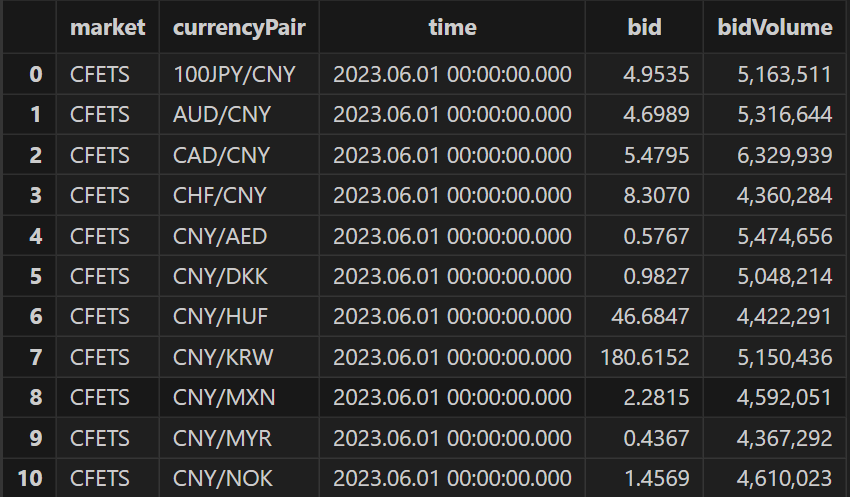 market currencyPair time bid bidVolume
0 CFETS 100JPY/CNY 2023.06.01 00:00:00.000 4.9535 5,163,511
1 CFETS AUD/CNY 2023.06.01 00:00:00.000 4.6989 5,316,644
2 CFETS CAD/CNY 2023.06.01 00:00:00.000 5.4795 6,329,939
3 CFETS CHF/CNY 2023.06.01 00:00:00.000 8.3070 4,360,284
4 CFETS CNY/AED 2023.06.01 00:00:00.000 0.5767 5,474,656
5 CFETS CNY/DKK 2023.06.01 00:00:00.000 0.9827 5,048,214
6 CFETS CNY/HUF 2023.06.01 00:00:00.000 46.6847 4,422,291
7 CFETS CNY/KRW 2023.06.01 00:00:00.000 180.6152 5,150,436
8 CFETS CNY/MXN 2023.06.01 00:00:00.000 2.2815 4,592,051
9 CFETS CNY/MYR 2023.06.01 00:00:00.000 0.4367 4,367,292
10 CFETS CNY/NOK 2023.06.01 00:00:00.000 1.4569 4,610,023